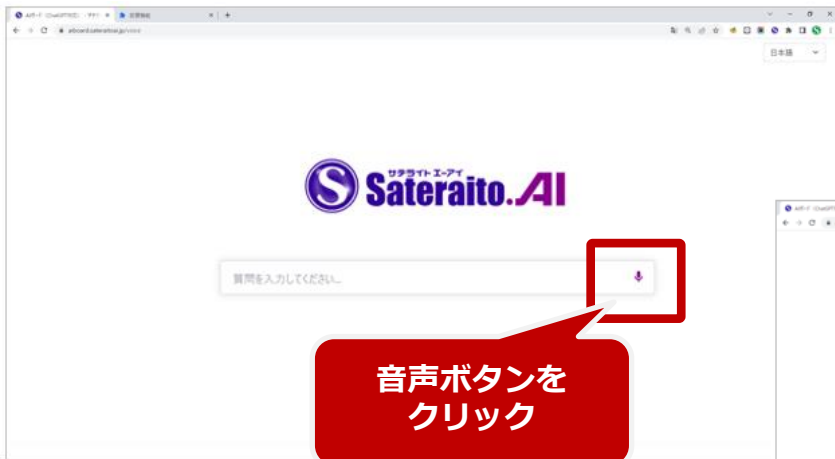 日本語
サテライト エーアイ
Sateraito.AI
質問を入力してください...
音声ボタンを
クリック